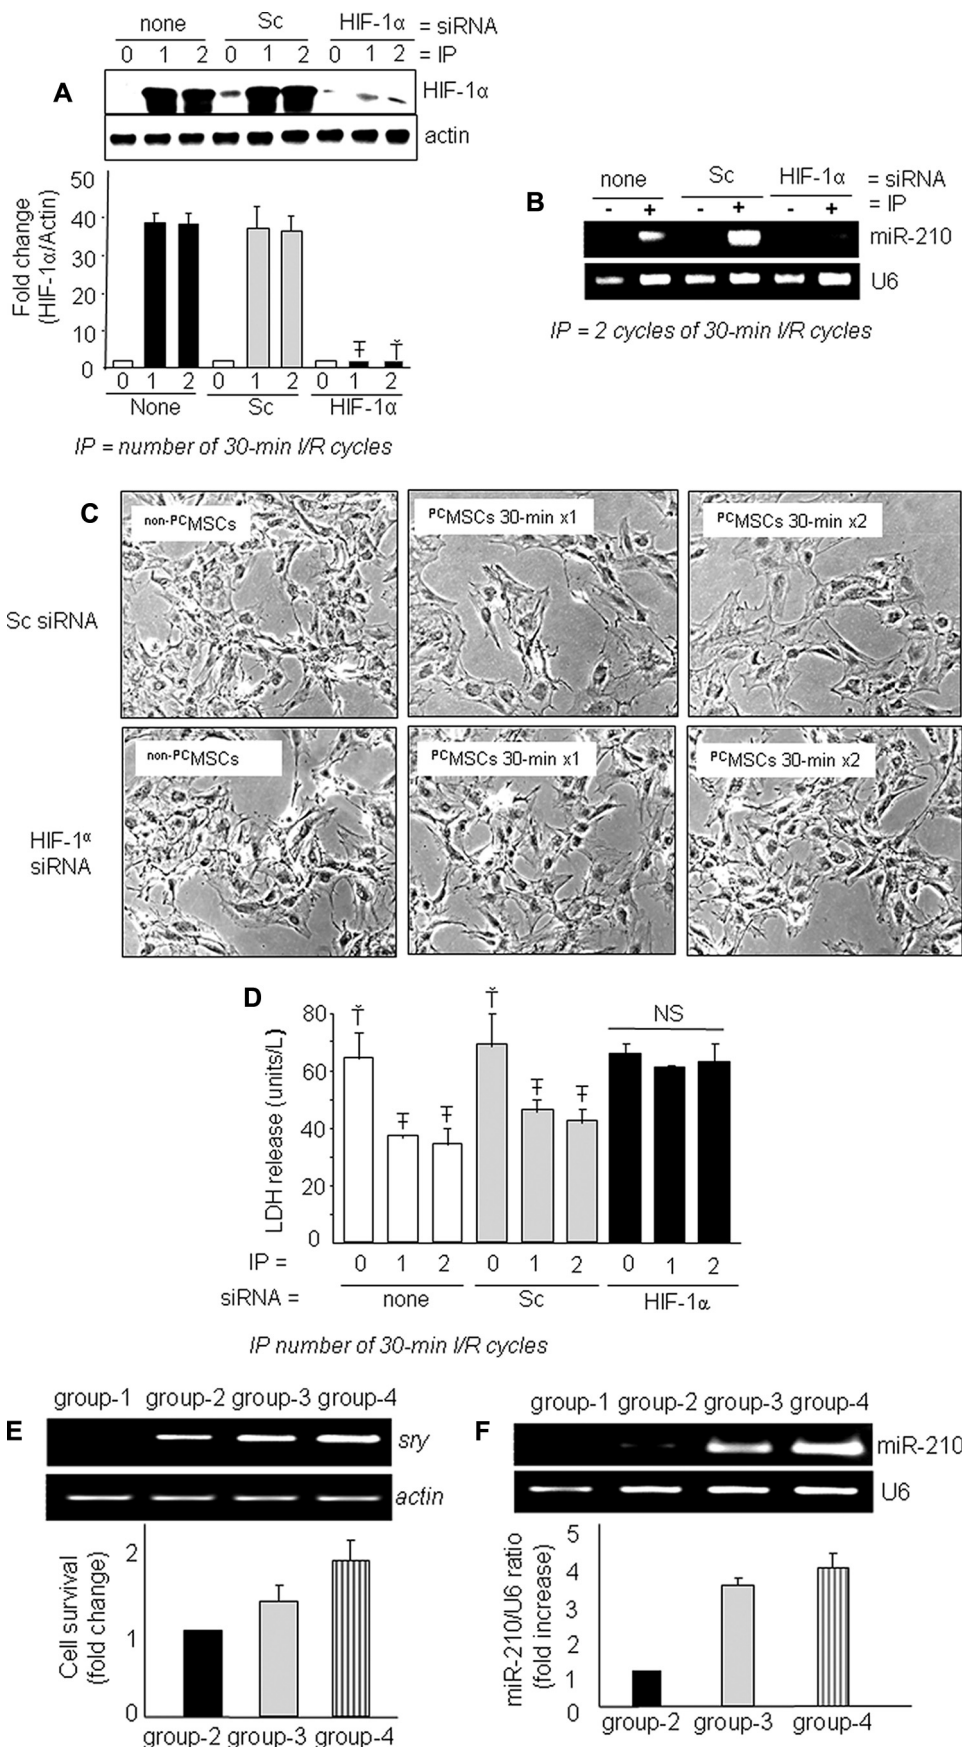 none Sc HIF-1α = siRNA
0 1 2 0 1 2 0 1 2 = IP
A
HIF-1α
actin
50
40
30
20
10
0
Fold change
(HIF-1α/Actin)
Ŧ Ť
0 1 2 0 1 2 0 1 2
None Sc HIF-1α
IP = number of 30-min I/R cycles
B
none Sc HIF-1α = siRNA
- + - + - + = IP
miR-210
U6
IP = 2 cycles of 30-min I/R cycles
C
Sc siRNA
non-PCMSCs
PCMSCs 30-min x1
PCMSCs 30-min x2
HIF-1α
siRNA
non-PCMSCs
PCMSCs 30-min x1
PCMSCs 30-min x2
D
80
60
40
20
0
LDH release (units/L)
Ť Ŧ Ŧ Ť Ŧ Ŧ NS
IP = 0 1 2 0 1 2 0 1 2
siRNA = none Sc HIF-1α
IP number of 30-min I/R cycles
E
group-1 group-2 group-3 group-4
sry
actin
2
1
0
Cell survival
(fold change)
group-2 group-3 group-4
F
group-1 group-2 group-3 group-4
miR-210
U6
5
4
3
2
1
0
miR-210/U6 ratio
(fold increase)
group-2 group-3 group-4